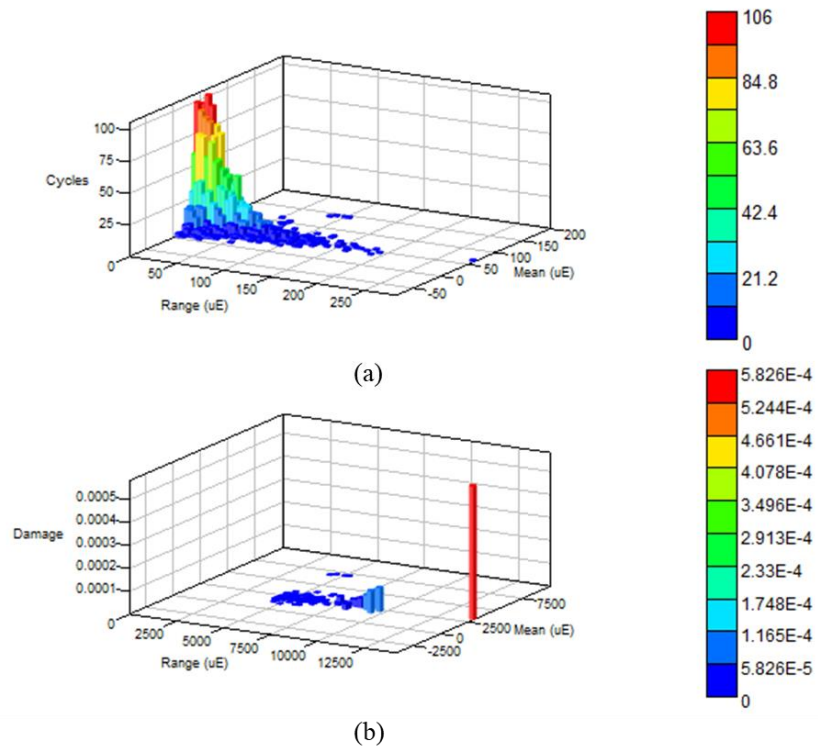 106
84.8
63.6
42.4
21.2
0
100
75
50
25
Cycles
0
50
100
150
200
250
Range (uE)
-50
0
50
100
150
200
Mean (uE)
(a)
5.826E-4
5.244E-4
4.661E-4
4.078E-4
3.496E-4
2.913E-4
2.33E-4
1.748E-4
1.165E-4
5.826E-5
0
0.0005
0.0004
0.0003
0.0002
0.0001
Damage
0
2500
5000
7500
10000
12500
Range (uE)
-2500
0
2500
7500
Mean (uE)
(b)